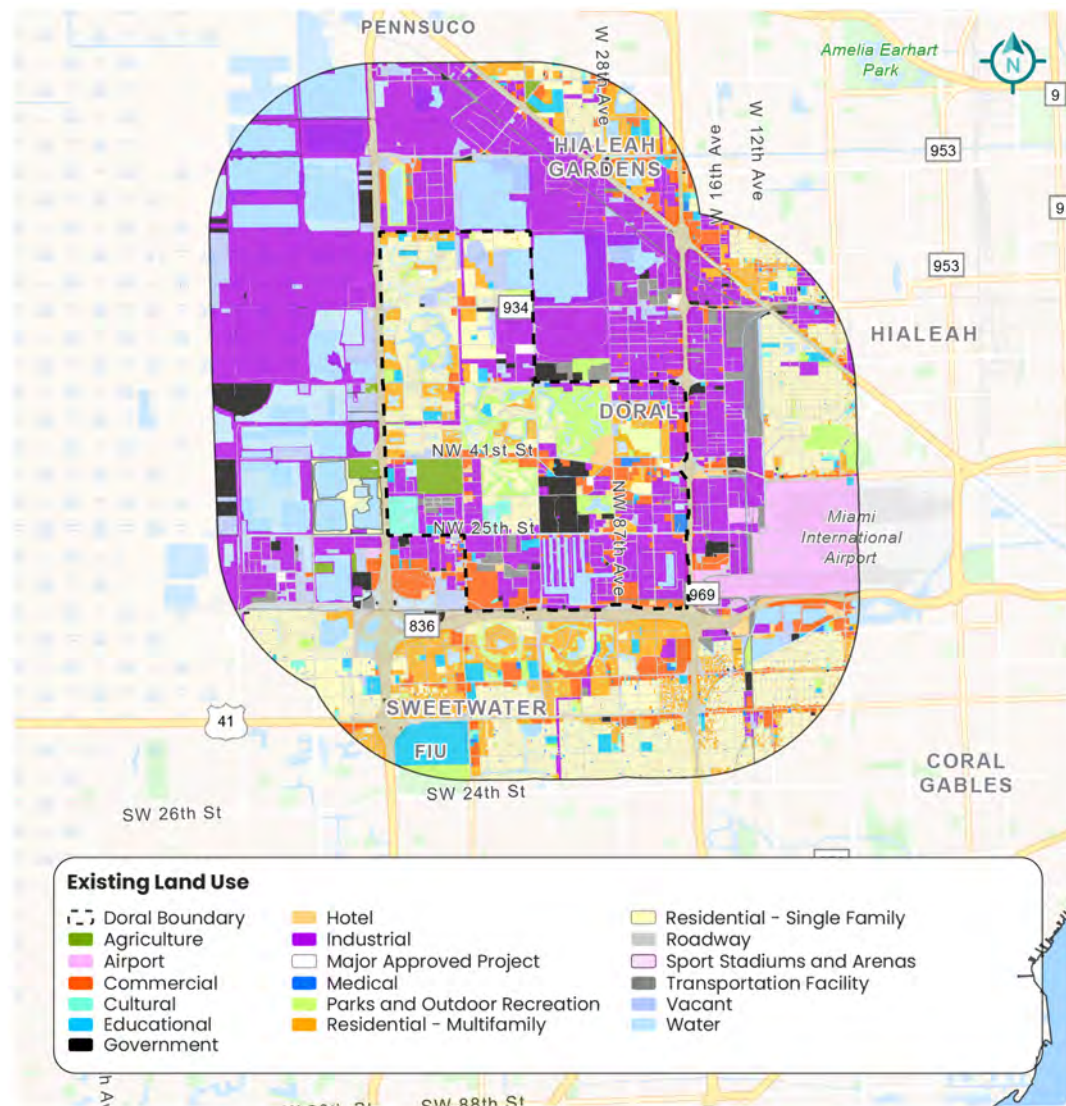 PENNSUCO
W 28th Ave
Amelia Earhart
Park
N
9
W 12th Ave
953
HIALEAH
GARDENS
W 16th Ave
9
953
934
HIALEAH
DORAL
NW 41st St
NW 25th St
NW 87th Ave
Miami
International
Airport
969
836
SWEETWATER
41
FIU
CORAL
GABLES
SW 24th St
SW 26th St
Existing Land Use
Doral Boundary
Agriculture
Airport
Commercial
Cultural
Educational
Government
Hotel
Industrial
Major Approved Project
Medical
Parks and Outdoor Recreation
Residential - Multifamily
Residential - Single Family
Roadway
Sport Stadiums and Arenas
Transportation Facility
Vacant
Water
SW 88th St